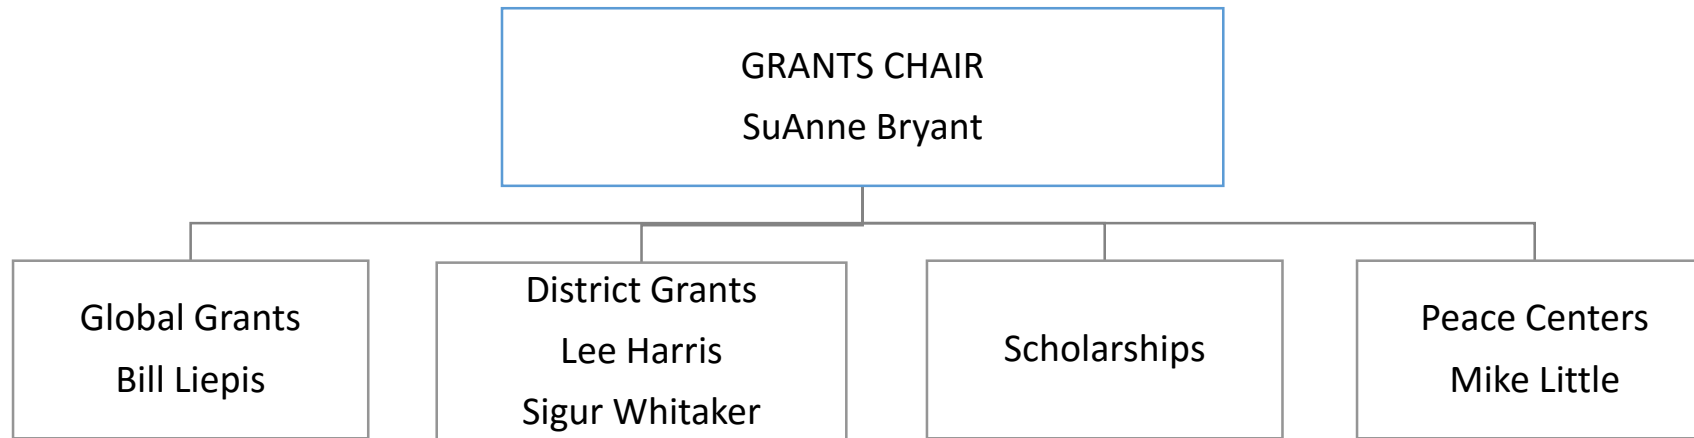 GRANTS CHAIR
SuAnne Bryant
Global Grants
Bill Liepis
District Grants
Lee Harris
Sigur Whitaker
Scholarships
Peace Centers
Mike Little